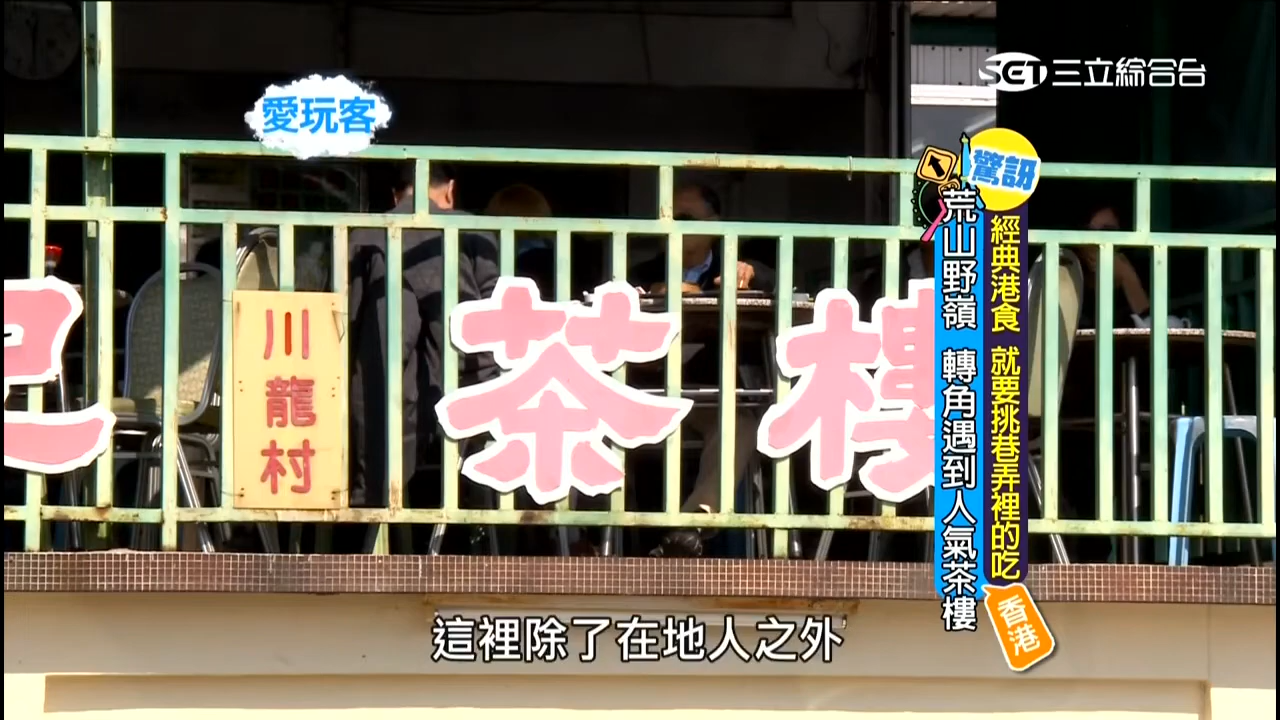 SET三立綜合台
愛玩客
驚訝
經典港食 就要挑巷弄裡的吃
荒山野嶺 轉角遇到人氣茶樓
香港
記茶樓
川龍村
這裡除了在地人之外